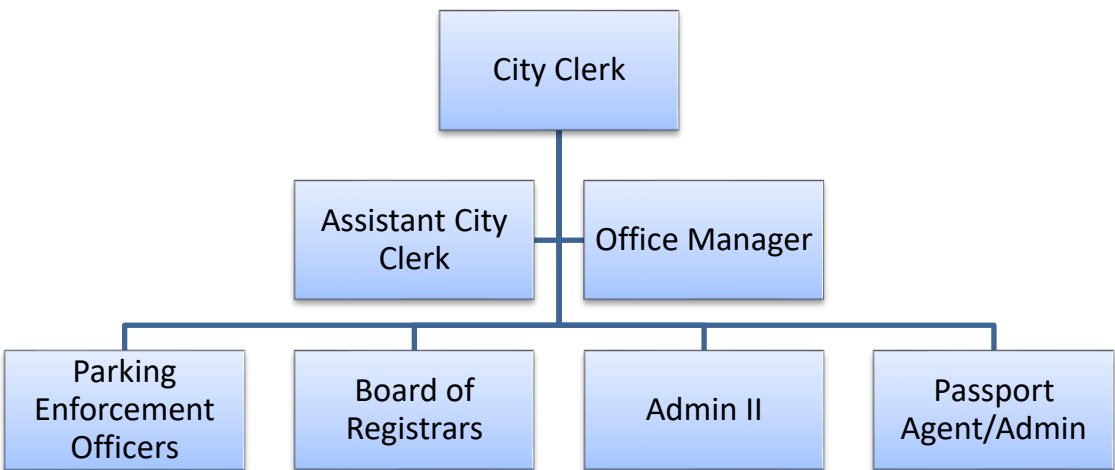 City Clerk
Assistant City
Clerk
Office Manager
Parking
Enforcement
Officers
Board of
Registrars
Admin II
Passport
Agent/Admin